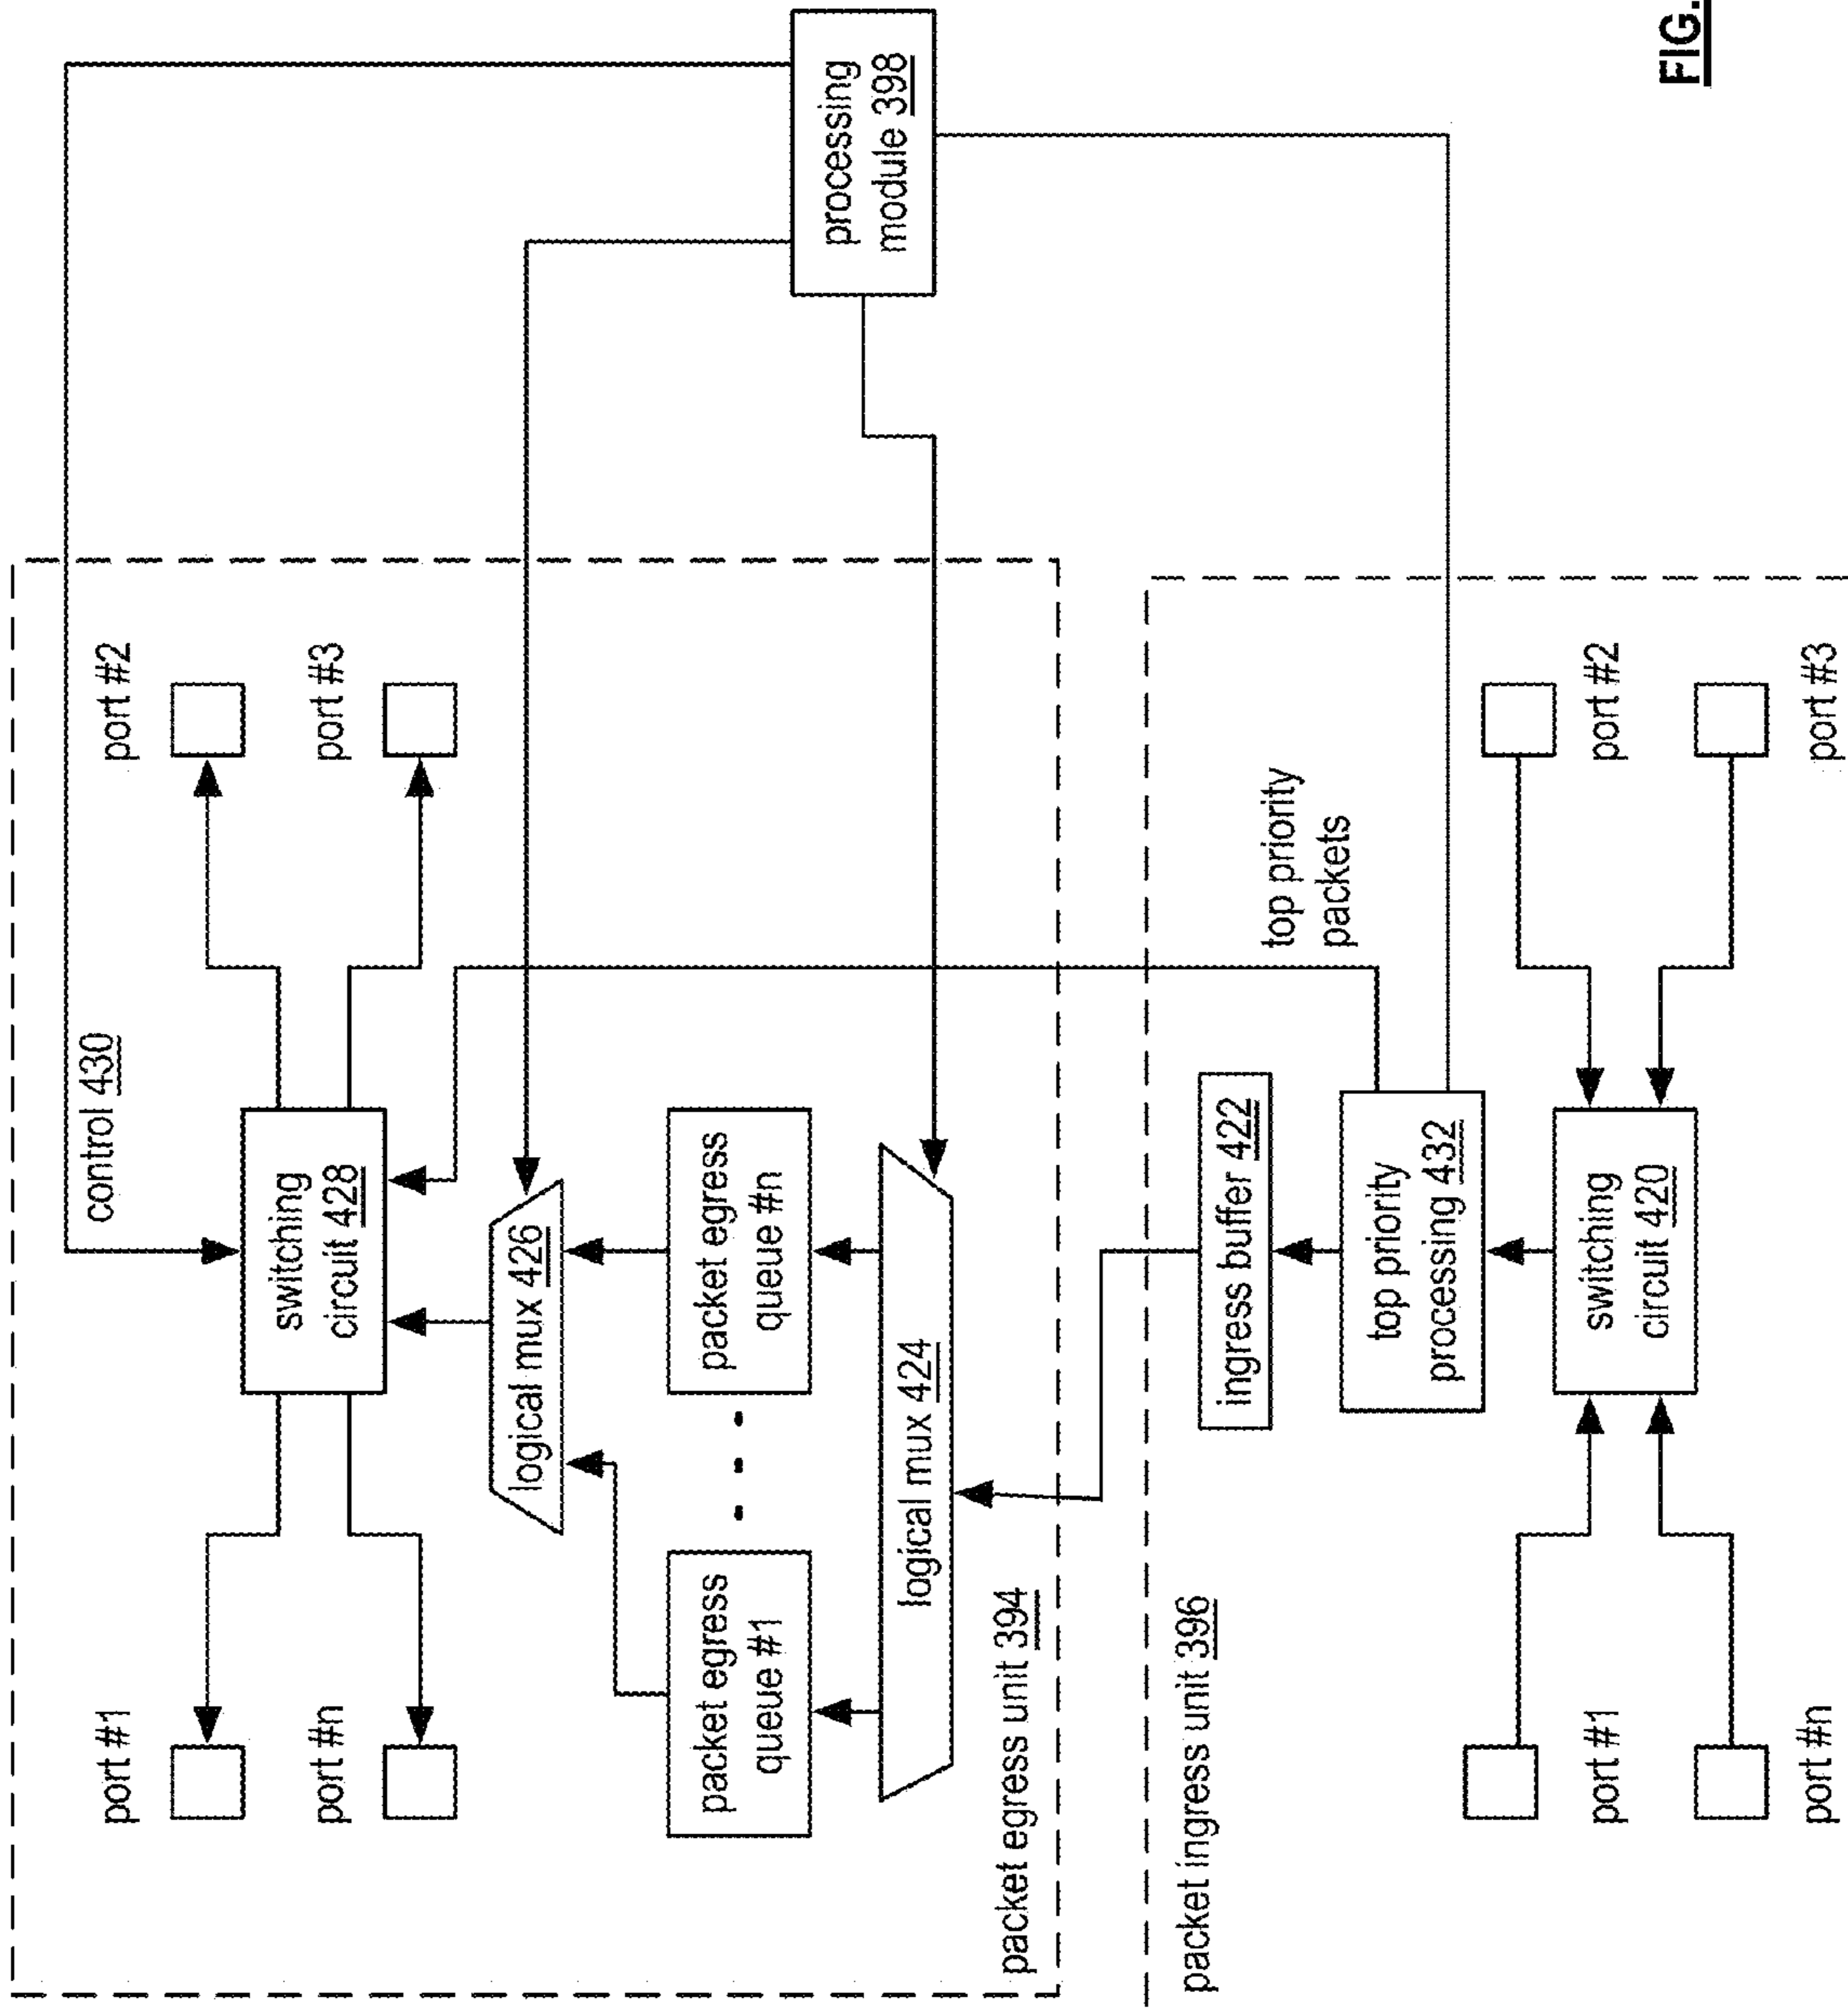 port #1
port #n
control 430
port #2
port #3
switching
circuit 428
logical mux 426
packet egress
queue #1
packet egress
queue #n
logical mux 424
packet egress unit 394
processing
module 398
packet ingress unit 396
ingress buffer 422
top priority
packets
top priority
processing 432
switching
circuit 420
port #1
port #n
port #2
port #3
FIG.